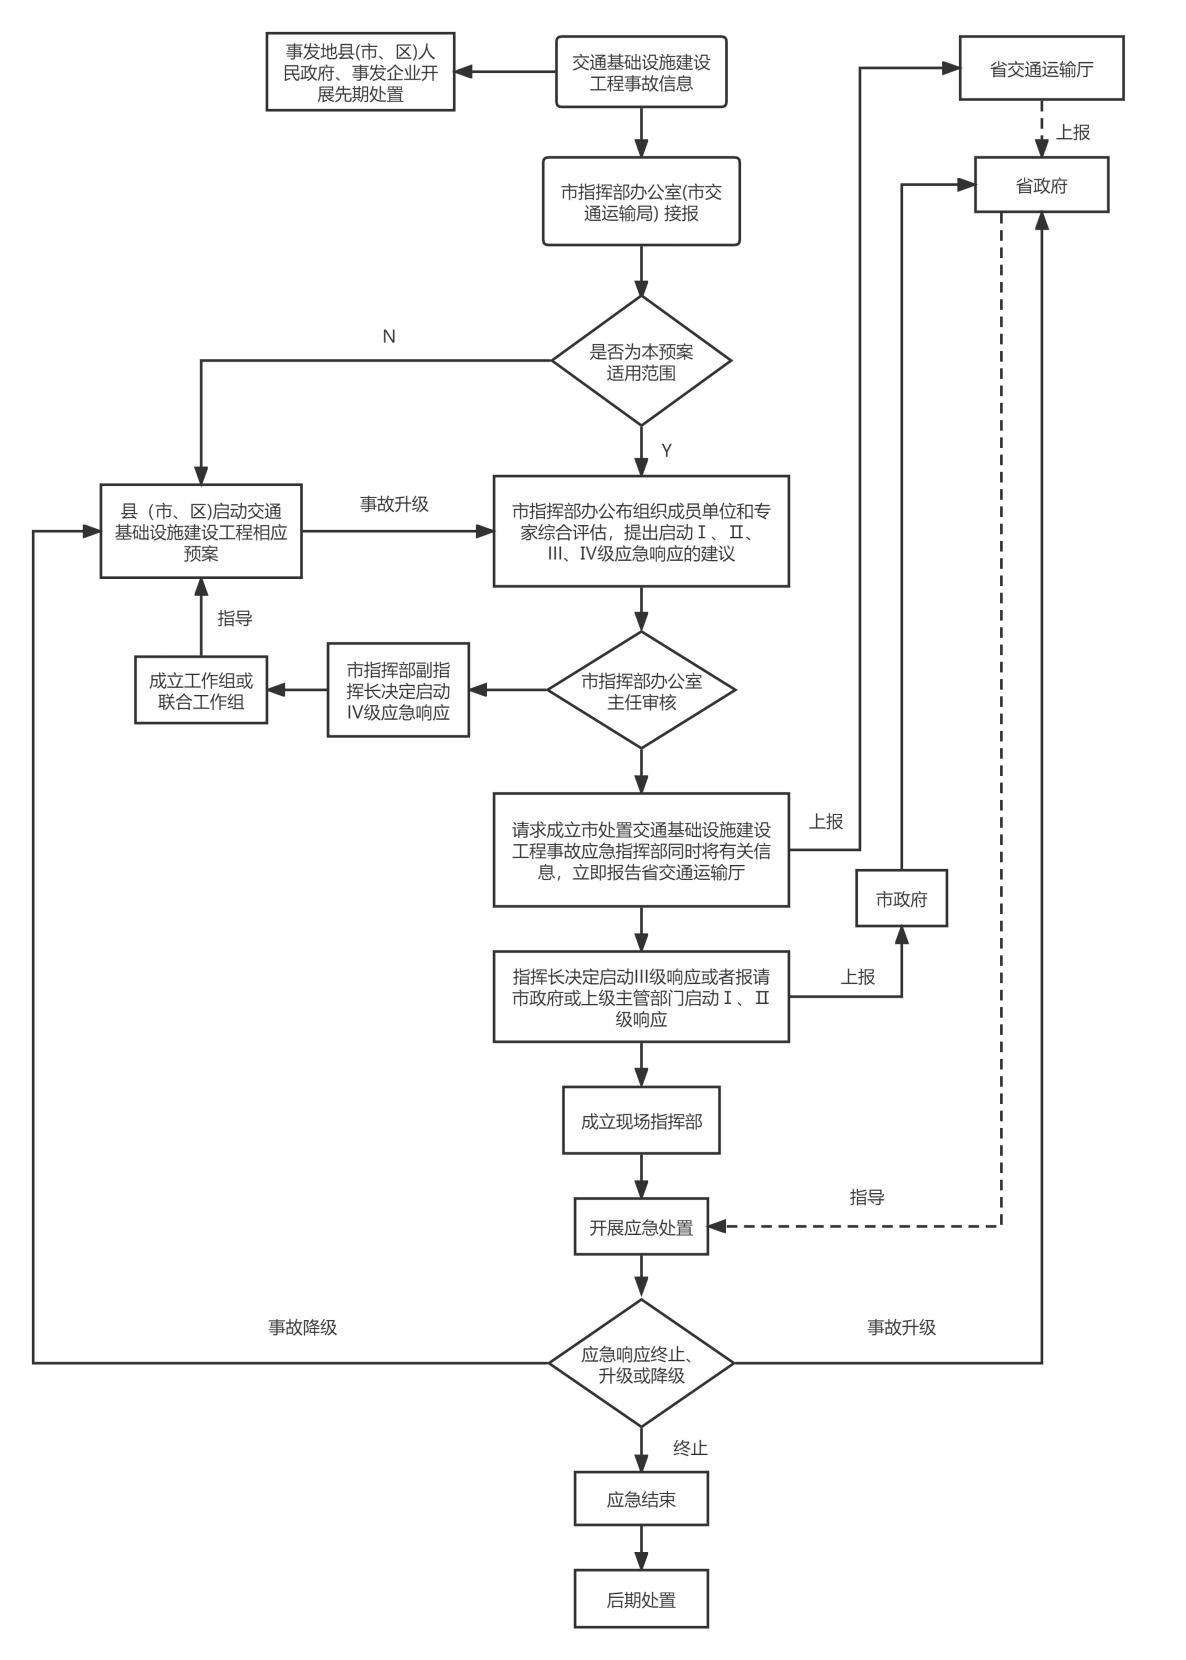 事发地县(市、区)人
民政府、事发企业开
展先期处置
交通基础设施建设
工程事故信息
省交通运输厅
上报
省政府
市指挥部办公室(市交
通运输局) 接报
N
是否为本预案
适用范围
Y
县（市、区)启动交通
基础设施建设工程相应
预案
事故升级
市指挥部办公布组织成员单位和专
家综合评估，提出启动Ⅰ、Ⅱ、
III、Ⅳ级应急响应的建议
指导
成立工作组或
联合工作组
市指挥部副指
挥长决定启动
IV级应急响应
市指挥部办公室
主任审核
请求成立市处置交通基础设施建设
工程事故应急指挥部同时将有关信
息，立即报告省交通运输厅
上报
市政府
指挥长决定启动III级响应或者报请
市政府或上级主管部门启动Ⅰ、Ⅱ
级响应
上报
成立现场指挥部
开展应急处置
指导
事故降级
应急响应终止、
升级或降级
事故升级
终止
应急结束
后期处置